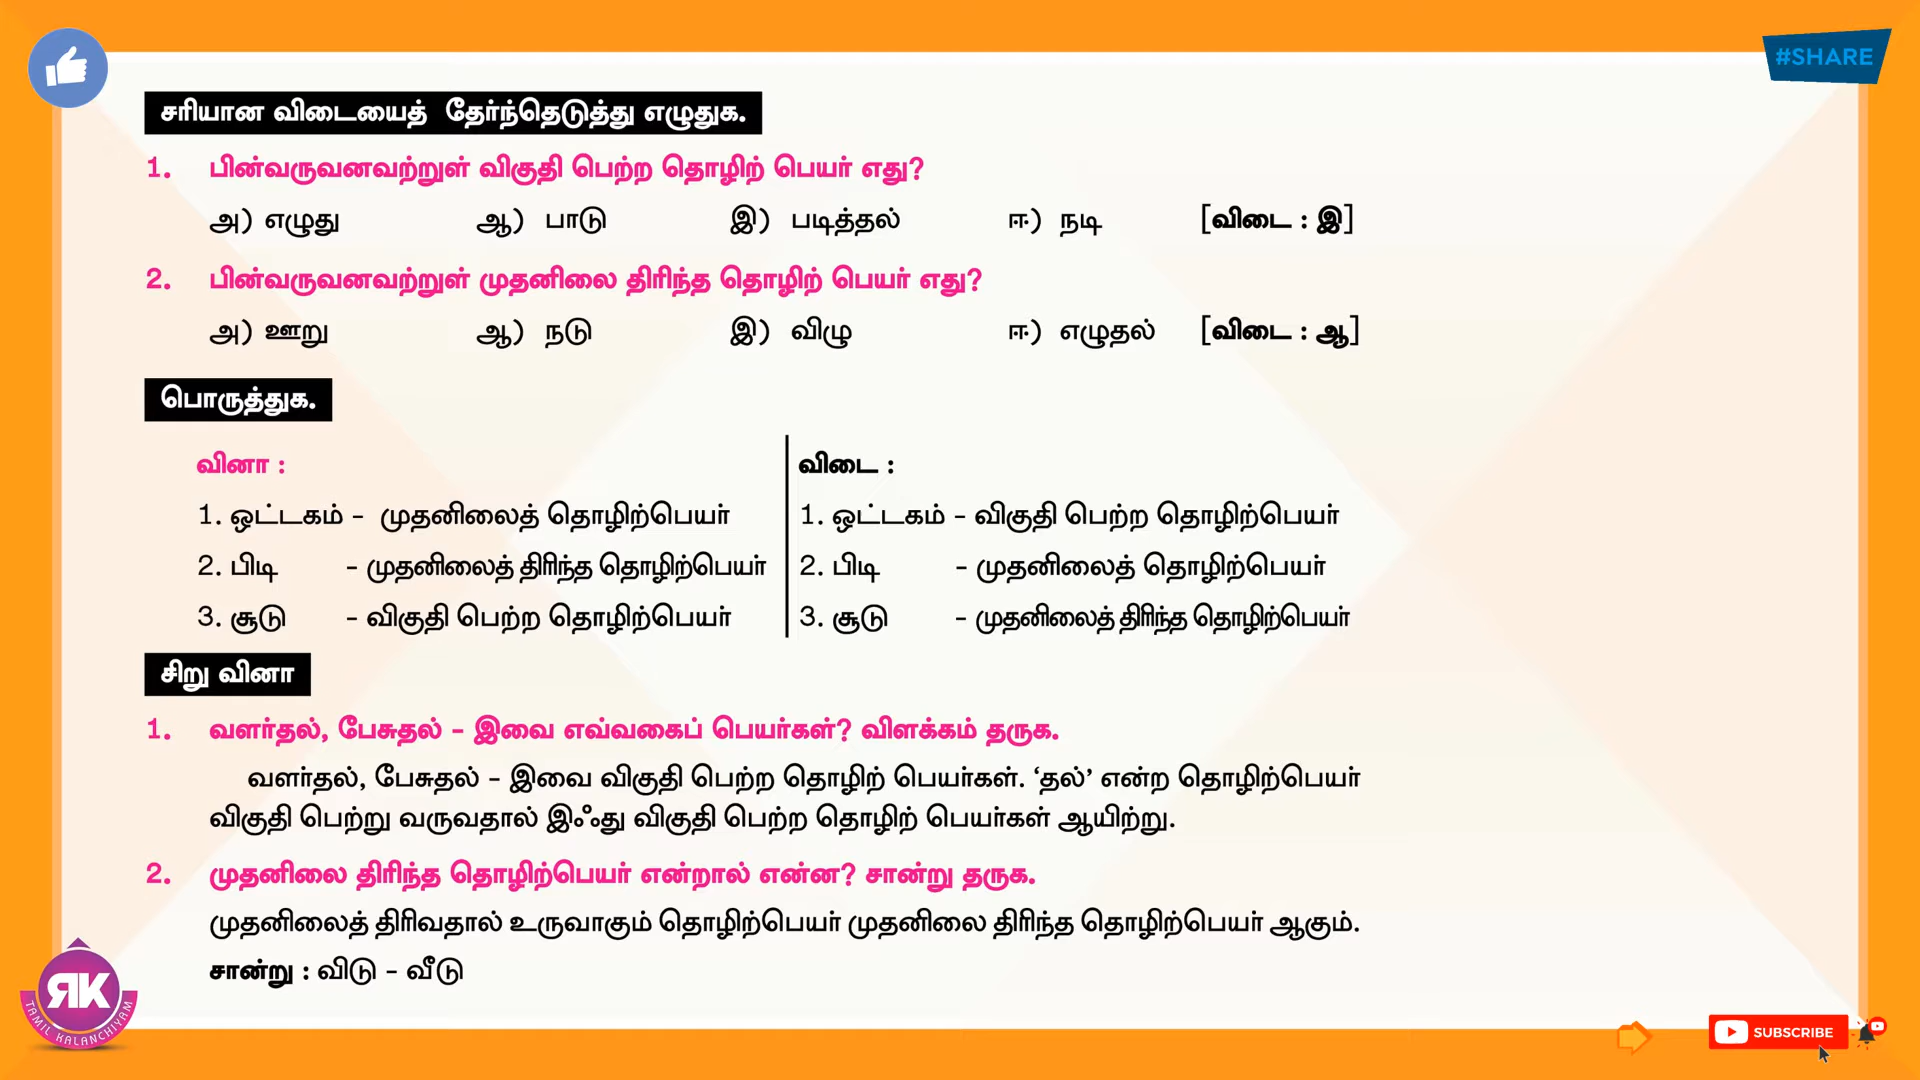 #SHARE
சரியான விடையைத் தேர்ந்தெடுத்து எழுதுக.
1. பின்வருவனவற்றுள் விகுதி பெற்ற தொழிற் பெயர் எது?
அ) எழுது ஆ) பாடு இ) படித்தல் ஈ) நடி [விடை : இ]
2. பின்வருவனவற்றுள் முதனிலை திரிந்த தொழிற் பெயர் எது?
அ) ஊறு ஆ) நடு இ) விழு ஈ) எழுதல் [விடை : ஆ]
பொருத்துக.
வினா :
1. ஒட்டகம் - முதனிலைத் தொழிற்பெயர்
2. பிடி - முதனிலைத் திரிந்த தொழிற்பெயர்
3. சூடு - விகுதி பெற்ற தொழிற்பெயர்
விடை :
1. ஒட்டகம் - விகுதி பெற்ற தொழிற்பெயர்
2. பிடி - முதனிலைத் தொழிற்பெயர்
3. சூடு - முதனிலைத் திரிந்த தொழிற்பெயர்
சிறு வினா
1. வளர்தல், பேசுதல் - இவை எவ்வகைப் பெயர்கள்? விளக்கம் தருக.
வளர்தல், பேசுதல் - இவை விகுதி பெற்ற தொழிற் பெயர்கள். ‘தல்’ என்ற தொழிற்பெயர்
விகுதி பெற்று வருவதால் இஃது விகுதி பெற்ற தொழிற் பெயர்கள் ஆயிற்று.
2. முதனிலை திரிந்த தொழிற்பெயர் என்றால் என்ன? சான்று தருக.
முதனிலைத் திரிவதால் உருவாகும் தொழிற்பெயர் முதனிலை திரிந்த தொழிற்பெயர் ஆகும்.
சான்று : விடு - வீடு
RK
TAMIL KALANCHIYAM
SUBSCRIBE